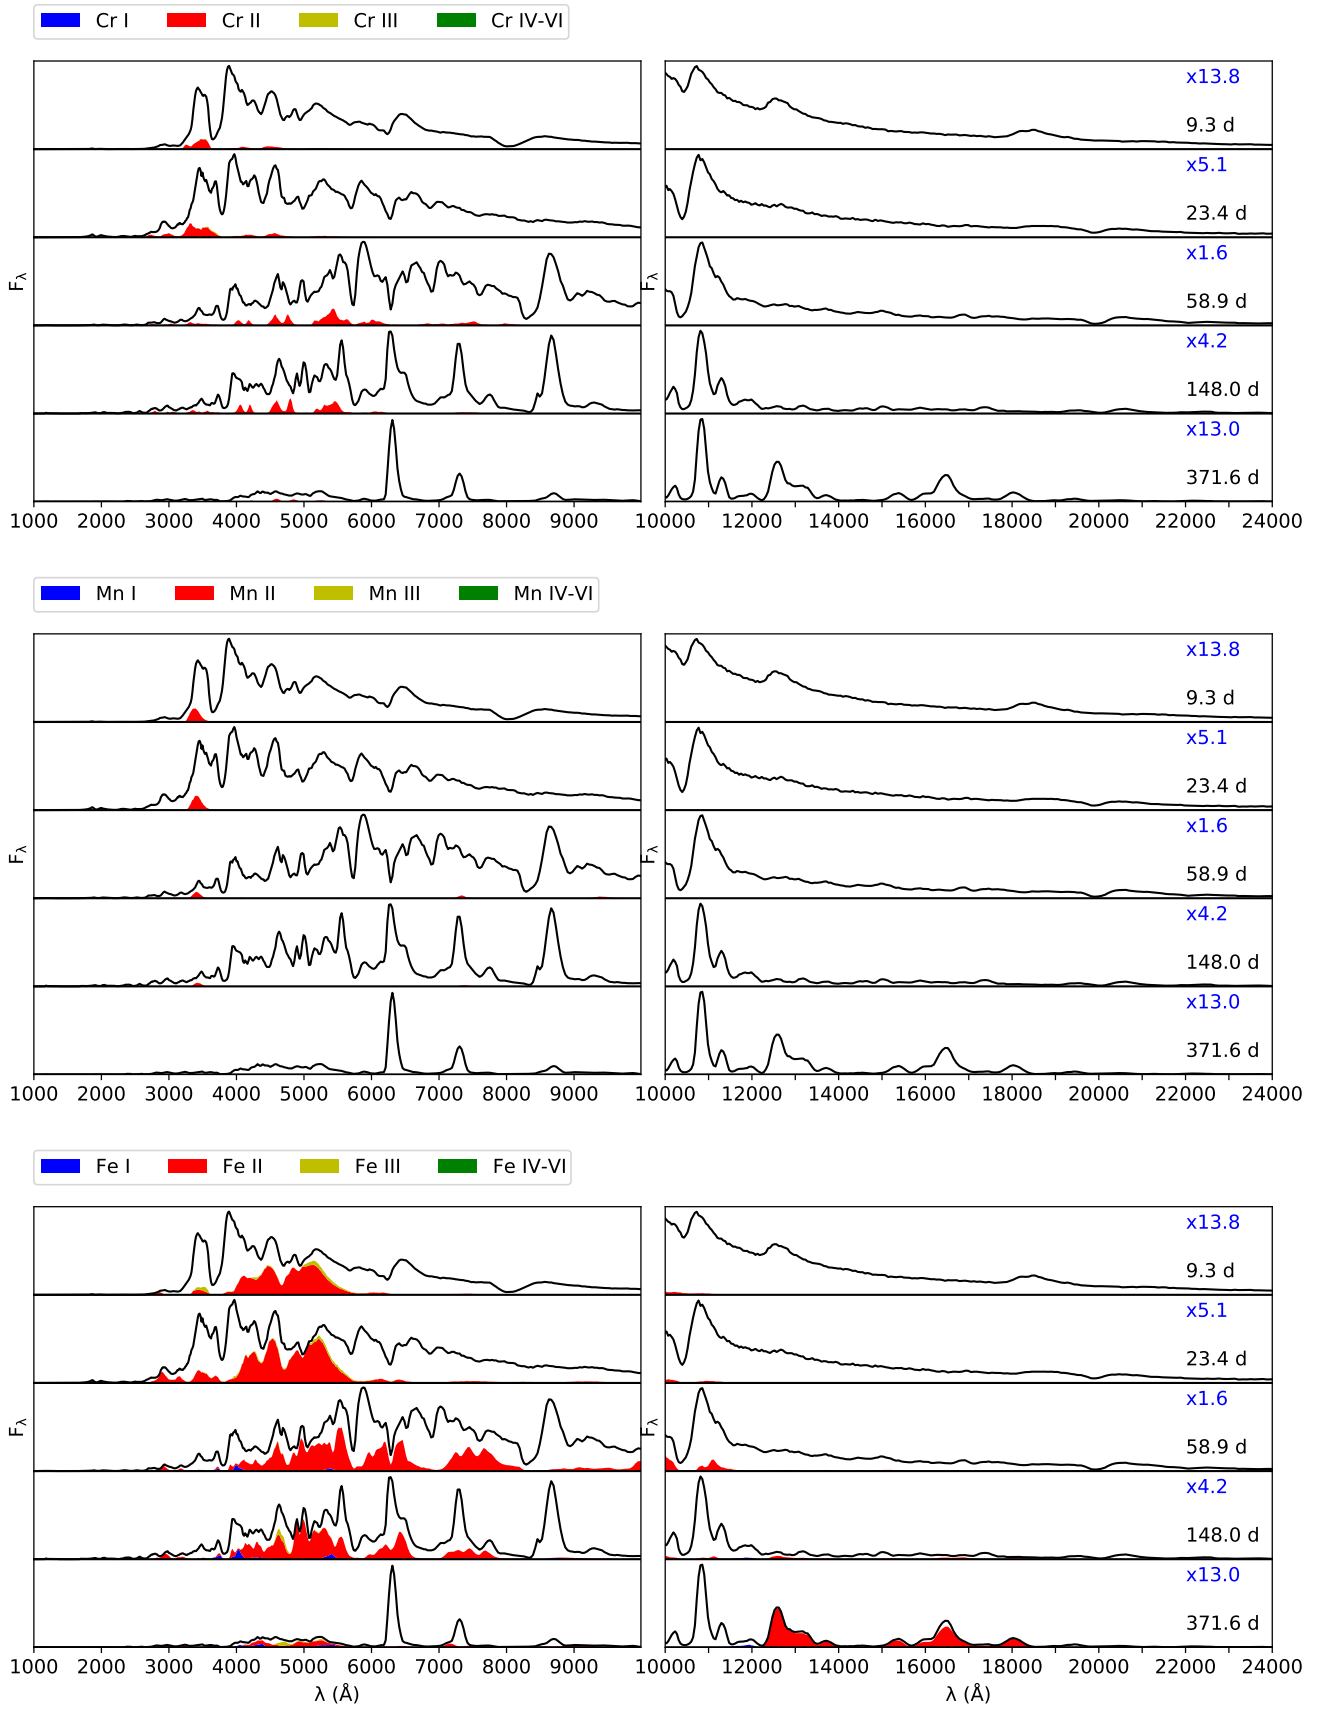 Cr I Cr II Cr III Cr IV-VI
x13.8
9.3 d
x5.1
23.4 d
Fλ Fλ
x1.6
58.9 d
x4.2
148.0 d
x13.0
371.6 d
1000 2000 3000 4000 5000 6000 7000 8000 9000 10000 12000 14000 16000 18000 20000 22000 24000
Mn I Mn II Mn III Mn IV-VI
x13.8
9.3 d
x5.1
23.4 d
Fλ Fλ
x1.6
58.9 d
x4.2
148.0 d
x13.0
371.6 d
1000 2000 3000 4000 5000 6000 7000 8000 9000 10000 12000 14000 16000 18000 20000 22000 24000
Fe I Fe II Fe III Fe IV-VI
x13.8
9.3 d
x5.1
23.4 d
Fλ Fλ
x1.6
58.9 d
x4.2
148.0 d
x13.0
371.6 d
1000 2000 3000 4000 5000 6000 7000 8000 9000 10000 12000 14000 16000 18000 20000 22000 24000
λ (Å) λ (Å)